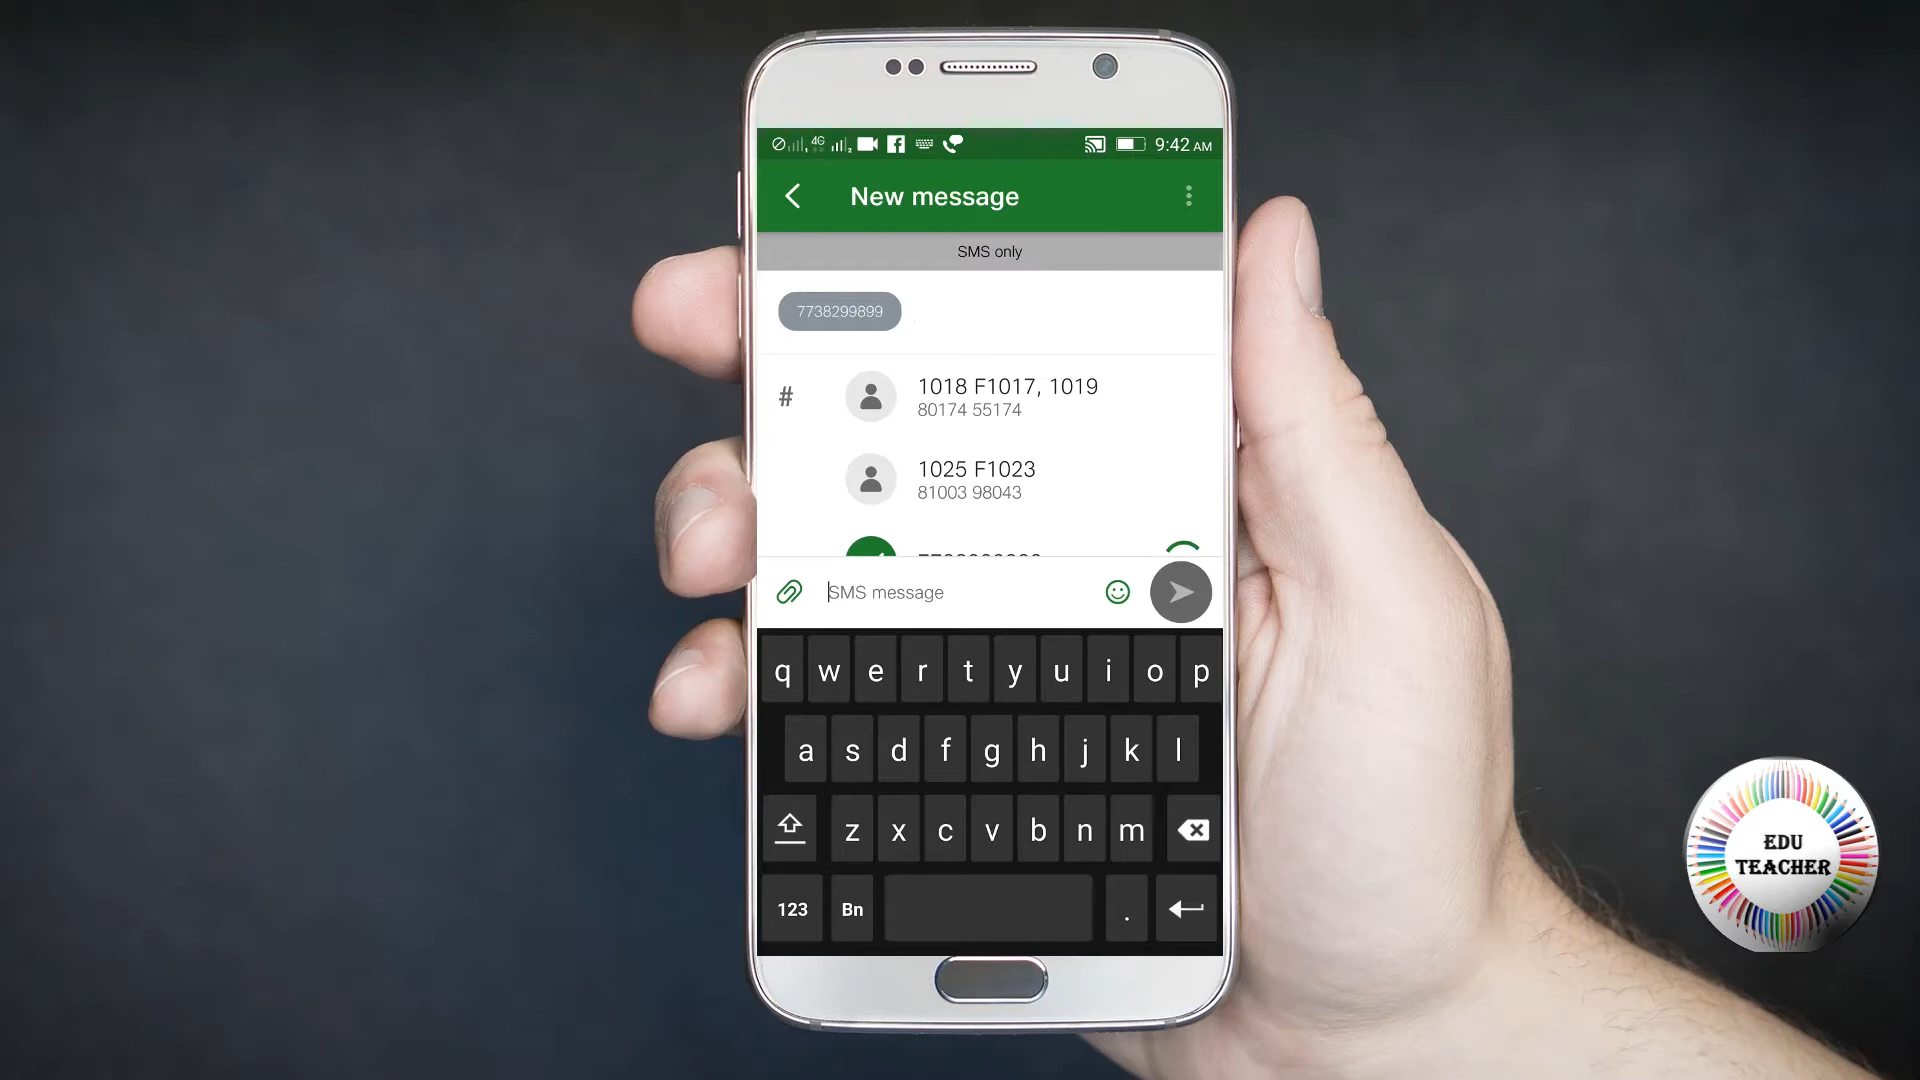 4G
9:42 AM
New message
SMS only
7738299899
#
1018 F1017, 1019
80174 55174
1025 F1023
81003 98043
SMS message
q w e r t y u i o p
a s d f g h j k l
z x c v b n m
123 Bn .
EDU
TEACHER